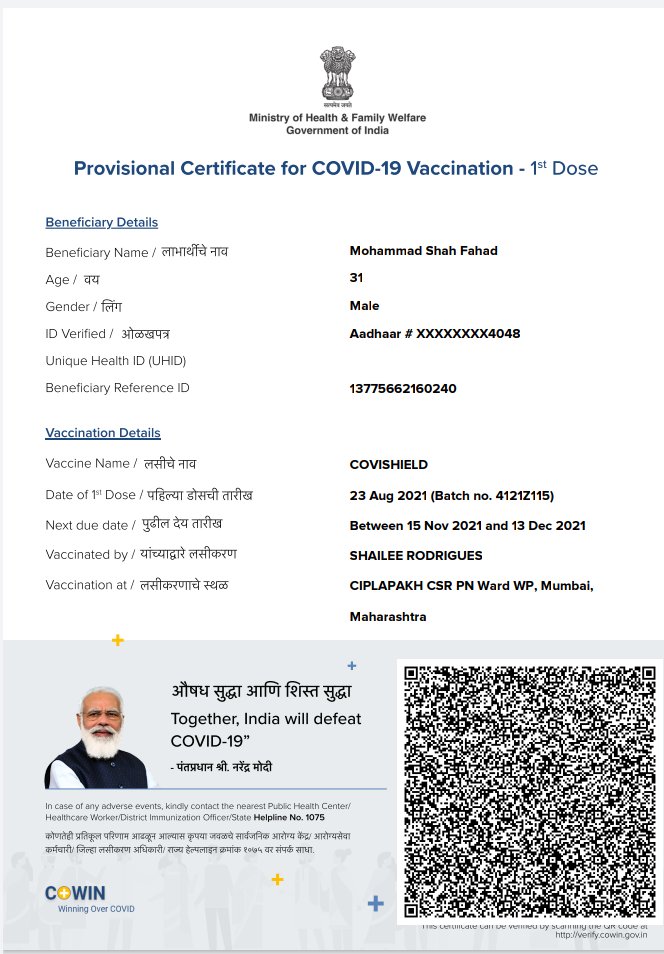 सत्यमेव जयते
Ministry of Health & Family Welfare
Government of India
Provisional Certificate for COVID-19 Vaccination - 1st Dose
Beneficiary Details
Beneficiary Name / लाभार्थीचे नाव Mohammad Shah Fahad
Age / वय 31
Gender / लिंग Male
ID Verified / ओळखपत्र Aadhaar # XXXXXXXX4048
Unique Health ID (UHID)
Beneficiary Reference ID 13775662160240
Vaccination Details
Vaccine Name / लसीचे नाव COVISHIELD
Date of 1st Dose / पहिल्या डोसची तारीख 23 Aug 2021 (Batch no. 4121Z115)
Next due date / पुढील देय तारीख Between 15 Nov 2021 and 13 Dec 2021
Vaccinated by / यांच्याद्वारे लसीकरण SHAILEE RODRIGUES
Vaccination at / लसीकरणाचे स्थळ CIPLAPAKH CSR PN Ward WP, Mumbai,
Maharashtra
औषध सुद्धा आणि शिस्त सुद्धा
Together, India will defeat
COVID-19”
- पंतप्रधान श्री. नरेंद्र मोदी
In case of any adverse events, kindly contact the nearest Public Health Center/
Healthcare Worker/District Immunization Officer/State Helpline No. 1075
कोणतेही प्रतिकूल परिणाम आढळून आल्यास कृपया जवळचे सार्वजनिक आरोग्य केंद्र/ आरोग्यसेवा
कर्मचारी/ जिल्हा लसीकरण अधिकारी/ राज्य हेल्पलाइन क्रमांक १०७५ वर संपर्क साधा.
COWIN
Winning Over COVID
This certificate can be verified by scanning the QR code at
http://verify.cowin.gov.in